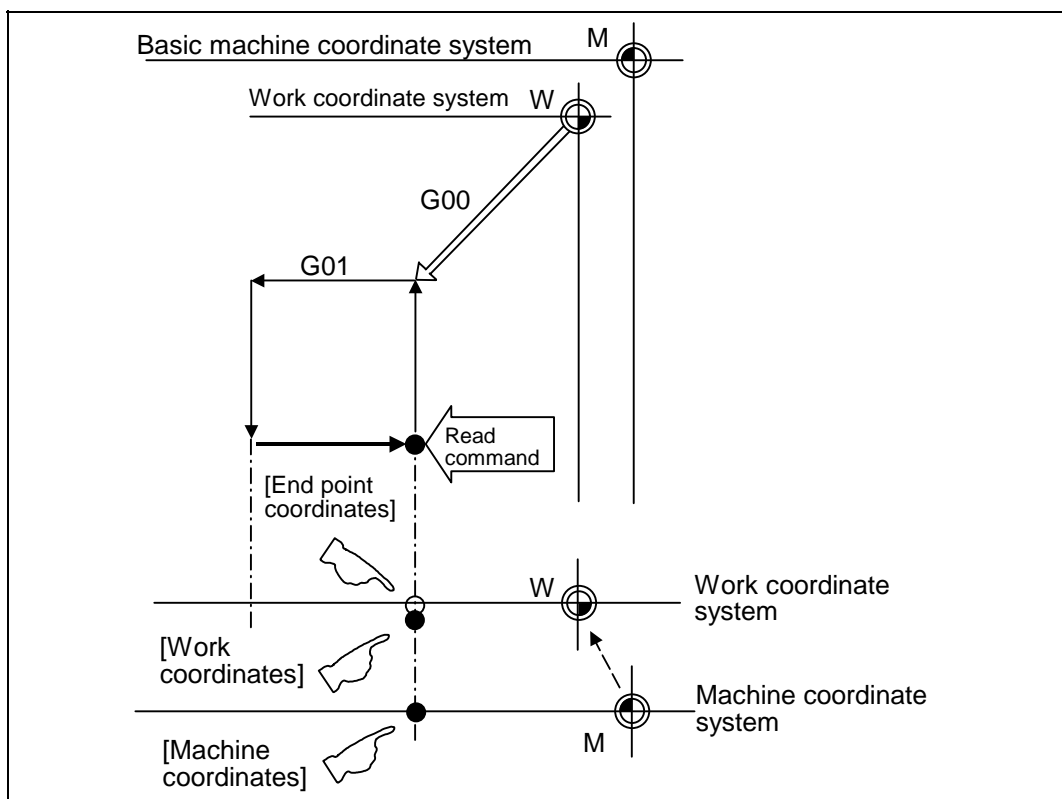 Basic machine coordinate system
M
Work coordinate system
W
G00
G01
Read
command
[End point
coordinates]
W
Work coordinate
system
[Work
coordinates]
Machine coordinate
system
M
[Machine
coordinates]